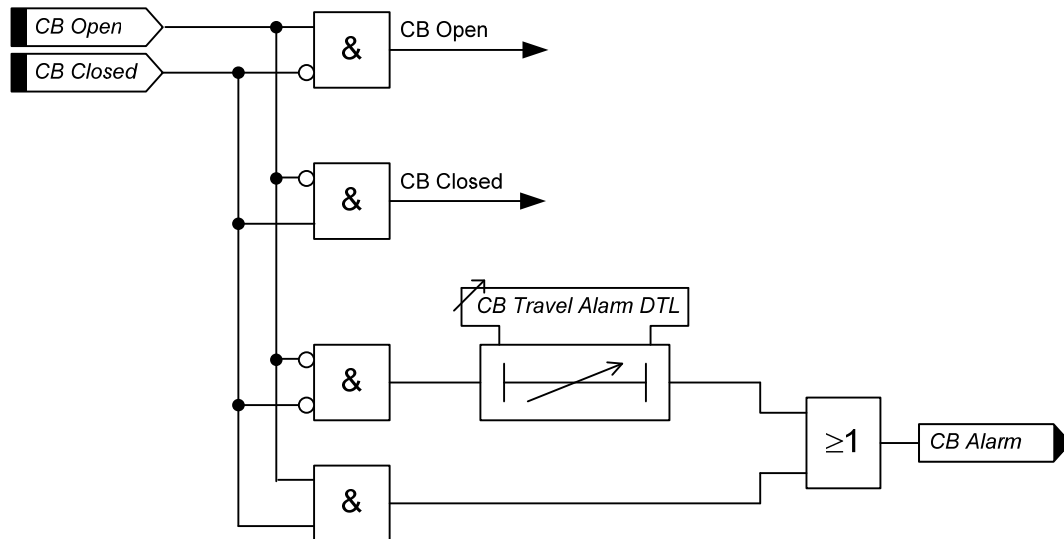 CB Open
CB Closed
&
CB Open
&
CB Closed
CB Travel Alarm DTL
&
≥1
CB Alarm
&